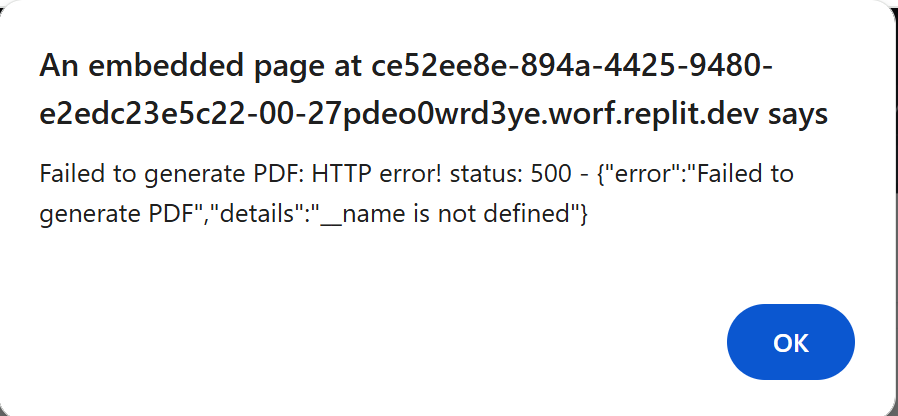 An embedded page at ce52ee8e-894a-4425-9480-
e2edc23e5c22-00-27pdeo0wrd3ye.worf.replit.dev says
Failed to generate PDF: HTTP error! status: 500 - {"error":"Failed to
generate PDF","details":"__name is not defined"}
OK